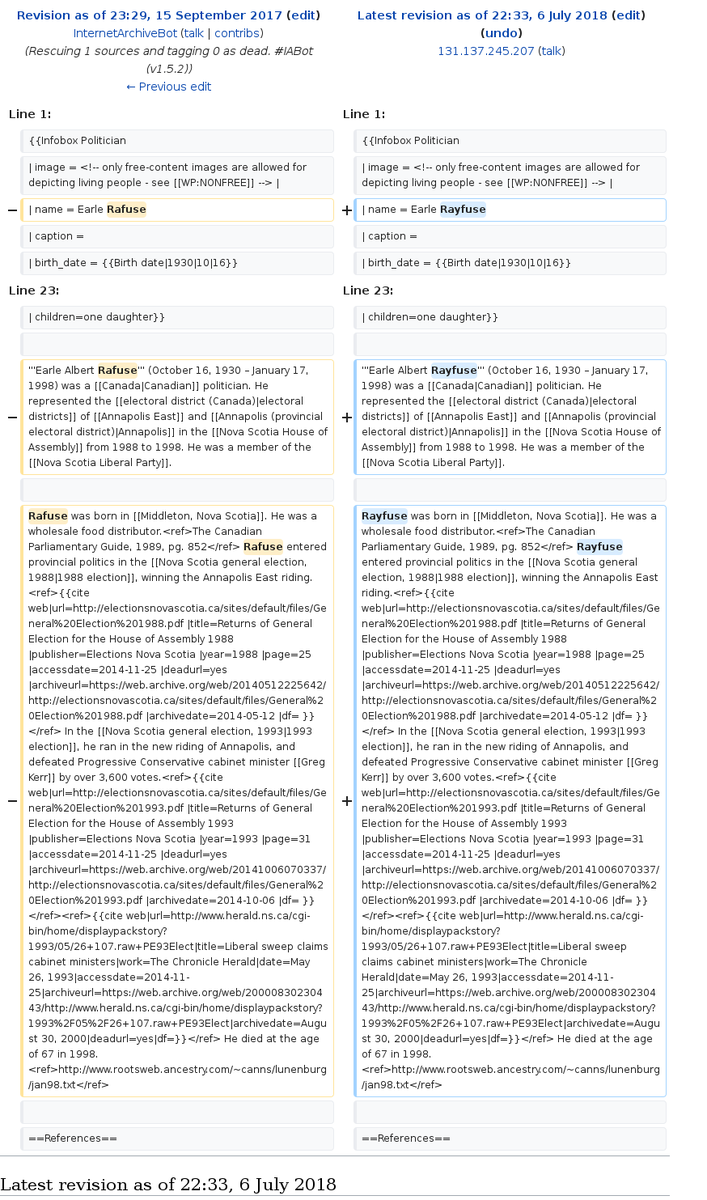 Revision as of 23:29, 15 September 2017 (edit)
InternetArchiveBot (talk | contribs)
(Rescuing 1 sources and tagging 0 as dead. #IABot
(v1.5.2))
← Previous edit
Latest revision as of 22:33, 6 July 2018 (edit)
(undo)
131.137.245.207 (talk)
Line 1:
Line 1:
{{Infobox Politician
{{Infobox Politician
| image = <!-- only free-content images are allowed for
depicting living people - see [[WP:NONFREE]] --> |
| image = <!-- only free-content images are allowed for
depicting living people - see [[WP:NONFREE]] --> |
− | name = Earle Rafuse
+ | name = Earle Rayfuse
| caption =
| caption =
| birth_date = {{Birth date|1930|10|16}}
| birth_date = {{Birth date|1930|10|16}}
Line 23:
Line 23:
| children=one daughter}}
| children=one daughter}}
−
'''Earle Albert Rafuse''' (October 16, 1930 – January 17,
1998) was a [[Canada|Canadian]] politician. He
represented the [[electoral district (Canada)|electoral
districts]] of [[Annapolis East]] and [[Annapolis (provincial
electoral district)|Annapolis]] in the [[Nova Scotia House of
Assembly]] from 1988 to 1998. He was a member of the
[[Nova Scotia Liberal Party]].
+
'''Earle Albert Rayfuse''' (October 16, 1930 – January 17,
1998) was a [[Canada|Canadian]] politician. He
represented the [[electoral district (Canada)|electoral
districts]] of [[Annapolis East]] and [[Annapolis (provincial
electoral district)|Annapolis]] in the [[Nova Scotia House of
Assembly]] from 1988 to 1998. He was a member of the
[[Nova Scotia Liberal Party]].
−
Rafuse was born in [[Middleton, Nova Scotia]]. He was a
wholesale food distributor.<ref>The Canadian
Parliamentary Guide, 1989, pg. 852</ref> Rafuse entered
provincial politics in the [[Nova Scotia general election,
1988|1988 election]], winning the Annapolis East riding.
<ref>{{cite
web|url=http://electionsnovascotia.ca/sites/default/files/Ge
neral%20Election%201988.pdf |title=Returns of General
Election for the House of Assembly 1988
|publisher=Elections Nova Scotia |year=1988 |page=25
|accessdate=2014-11-25 |deadurl=yes
|archiveurl=https://web.archive.org/web/20140512225642/
http://electionsnovascotia.ca/sites/default/files/General%2
0Election%201988.pdf |archivedate=2014-05-12 |df= }}
</ref> In the [[Nova Scotia general election, 1993|1993
election]], he ran in the new riding of Annapolis, and
defeated Progressive Conservative cabinet minister [[Greg
Kerr]] by over 3,600 votes.<ref>{{cite
web|url=http://electionsnovascotia.ca/sites/default/files/Ge
neral%20Election%201993.pdf |title=Returns of General
Election for the House of Assembly 1993
|publisher=Elections Nova Scotia |year=1993 |page=31
|accessdate=2014-11-25 |deadurl=yes
|archiveurl=https://web.archive.org/web/20141006070337/
http://electionsnovascotia.ca/sites/default/files/General%2
0Election%201993.pdf |archivedate=2014-10-06 |df= }}
</ref><ref>{{cite web|url=http://www.herald.ns.ca/cgi-
bin/home/displaypackstory?
1993/05/26+107.raw+PE93Elect|title=Liberal sweep claims
cabinet ministers|work=The Chronicle Herald|date=May
26, 1993|accessdate=2014-11-
25|archiveurl=https://web.archive.org/web/200008302304
43/http://www.herald.ns.ca/cgi-bin/home/displaypackstory?
1993%2F05%2F26+107.raw+PE93Elect|archivedate=Augu
st 30, 2000|deadurl=yes|df=}}</ref> He died at the age
of 67 in 1998.
<ref>http://www.rootsweb.ancestry.com/~canns/lunenburg
/jan98.txt</ref>
+
Rayfuse was born in [[Middleton, Nova Scotia]]. He was a
wholesale food distributor.<ref>The Canadian
Parliamentary Guide, 1989, pg. 852</ref> Rayfuse
entered provincial politics in the [[Nova Scotia general election,
1988|1988 election]], winning the Annapolis East
riding.<ref>{{cite
web|url=http://electionsnovascotia.ca/sites/default/files/Ge
neral%20Election%201988.pdf |title=Returns of General
Election for the House of Assembly 1988
|publisher=Elections Nova Scotia |year=1988 |page=25
|accessdate=2014-11-25 |deadurl=yes
|archiveurl=https://web.archive.org/web/20140512225642/
http://electionsnovascotia.ca/sites/default/files/General%2
0Election%201988.pdf |archivedate=2014-05-12 |df= }}
</ref> In the [[Nova Scotia general election, 1993|1993
election]], he ran in the new riding of Annapolis, and
defeated Progressive Conservative cabinet minister [[Greg
Kerr]] by over 3,600 votes.<ref>{{cite
web|url=http://electionsnovascotia.ca/sites/default/files/Ge
neral%20Election%201993.pdf |title=Returns of General
Election for the House of Assembly 1993
|publisher=Elections Nova Scotia |year=1993 |page=31
|accessdate=2014-11-25 |deadurl=yes
|archiveurl=https://web.archive.org/web/20141006070337/
http://electionsnovascotia.ca/sites/default/files/General%2
0Election%201993.pdf |archivedate=2014-10-06 |df= }}
</ref><ref>{{cite web|url=http://www.herald.ns.ca/cgi-
bin/home/displaypackstory?
1993/05/26+107.raw+PE93Elect|title=Liberal sweep
claims cabinet ministers|work=The Chronicle
Herald|date=May 26, 1993|accessdate=2014-11-
25|archiveurl=https://web.archive.org/web/200008302304
43/http://www.herald.ns.ca/cgi-bin/home/displaypackstory?
1993%2F05%2F26+107.raw+PE93Elect|archivedate=Augu
st 30, 2000|deadurl=yes|df=}}</ref> He died at the age
of 67 in 1998.
<ref>http://www.rootsweb.ancestry.com/~canns/lunenburg
/jan98.txt</ref>
==References==
==References==
Latest revision as of 22:33, 6 July 2018